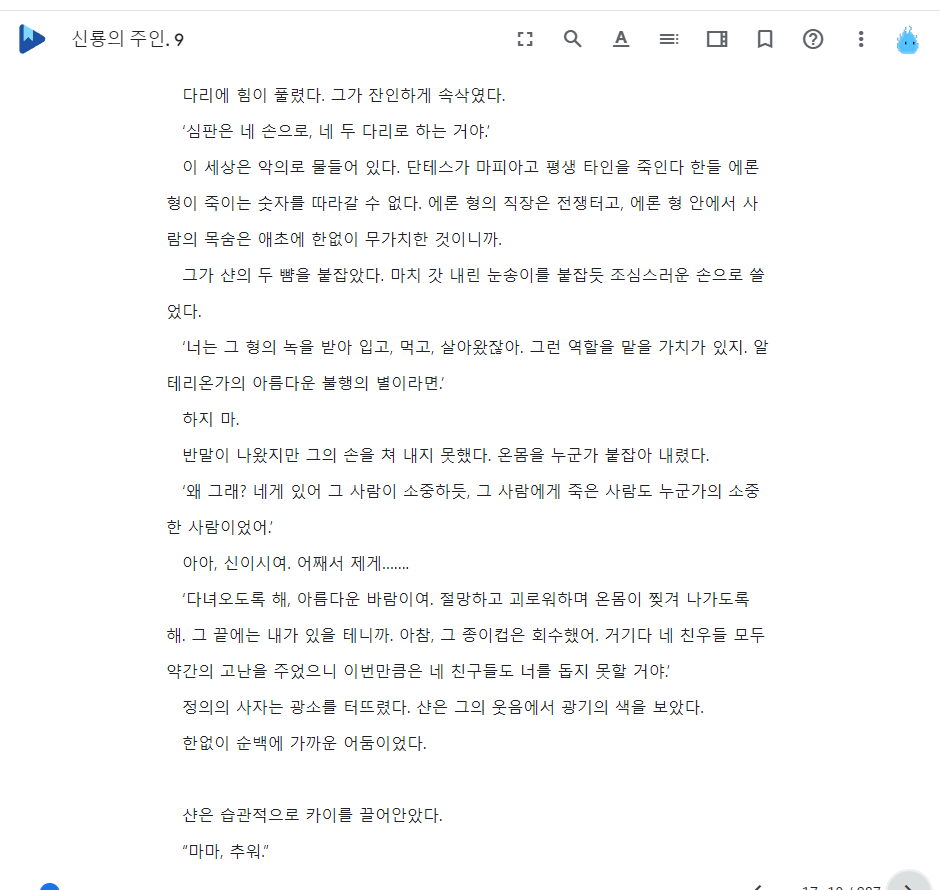 신룡의 주인. 9
다리에 힘이 풀렸다. 그가 잔인하게 속삭였다.
‘심판은 네 손으로, 네 두 다리로 하는 거야.’
이 세상은 악의로 물들어 있다. 단테스가 마피아고 평생 타인을 죽인다 한들 에론
형이 죽이는 숫자를 따라갈 수 없다. 에론 형의 직장은 전쟁터고, 에론 형 안에서 사
람의 목숨은 애초에 한없이 무가치한 것이니까.
그가 샨의 두 뺨을 붙잡았다. 마치 갓 내린 눈송이를 붙잡듯 조심스러운 손으로 쓸
었다.
‘너는 그 형의 녹을 받아 입고, 먹고, 살아왔잖아. 그런 역할을 맡을 가치가 있지. 알
테리온가의 아름다운 불행의 별이라면.’
하지 마.
반말이 나왔지만 그의 손을 쳐 내지 못했다. 온몸을 누군가 붙잡아 내렸다.
‘왜 그래? 네게 있어 그 사람이 소중하듯, 그 사람에게 죽은 사람도 누군가의 소중
한 사람이었어.’
아아, 신이시여. 어째서 제게…….
‘다녀오도록 해, 아름다운 바람이여. 절망하고 괴로워하며 온몸이 찢겨 나가도록
해. 그 끝에는 내가 있을 테니까. 아참, 그 종이컵은 회수했어. 거기다 네 친우들 모두
약간의 고난을 주었으니 이번만큼은 네 친구들도 너를 돕지 못할 거야.’
정의의 사자는 광소를 터뜨렸다. 샨은 그의 웃음에서 광기의 색을 보았다.
한없이 순백에 가까운 어둠이었다.
샨은 습관적으로 카이를 끌어안았다.
“마마, 추워.”